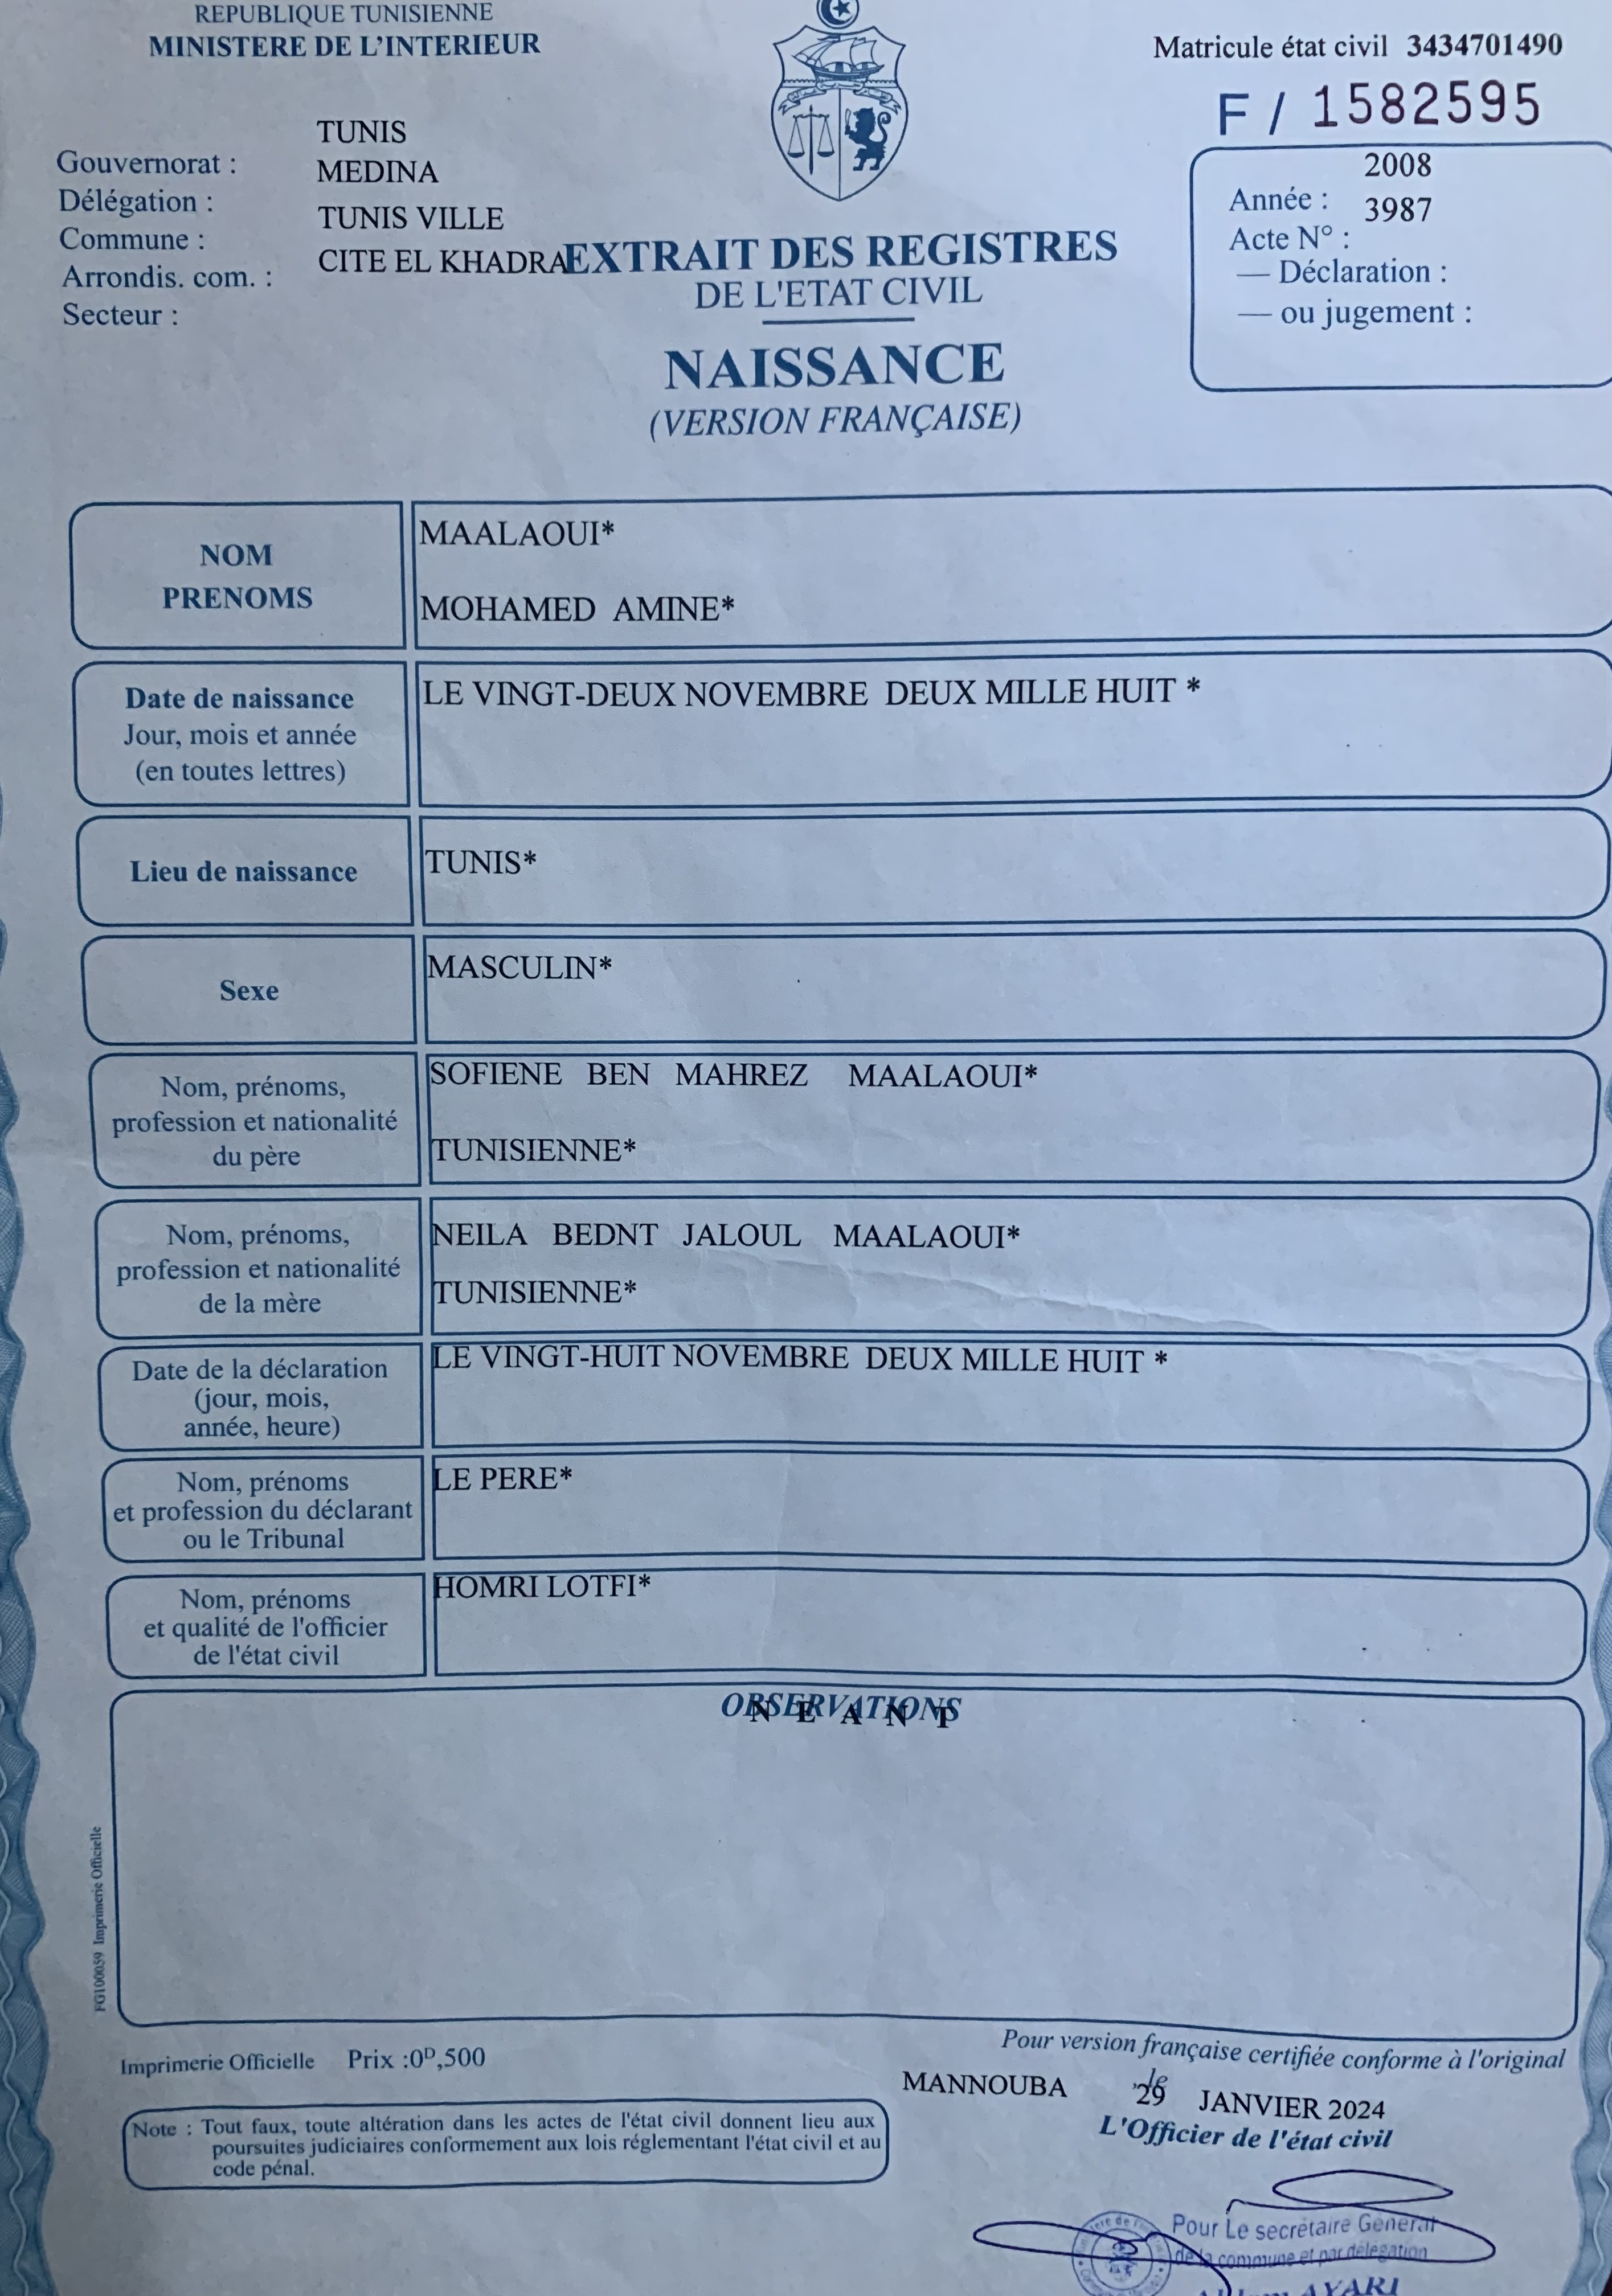 REPUBLIQUE TUNISIENNE
MINISTERE DE L'INTERIEUR
Matricule état civil 3434701490
F / 1582595
TUNIS
Gouvernorat :
MEDINA
Délégation :
TUNIS VILLE
Commune :
CITE EL KHADRA
Arrondis. com. :
Secteur :
2008
Année :
3987
Acte N° :
— Déclaration :
— ou jugement :
EXTRAIT DES REGISTRES
DE L'ETAT CIVIL
NAISSANCE
(VERSION FRANÇAISE)
NOM
PRENOMS
MAALAOUI*
MOHAMED AMINE*
Date de naissance
Jour, mois et année
(en toutes lettres)
LE VINGT-DEUX NOVEMBRE DEUX MILLE HUIT *
Lieu de naissance
TUNIS*
Sexe
MASCULIN*
Nom, prénoms,
profession et nationalité
du père
SOFIENE BEN MAHREZ MAALAOUI*
TUNISIENNE*
Nom, prénoms,
profession et nationalité
de la mère
NEILA BEDNT JALOUL MAALAOUI*
TUNISIENNE*
Date de la déclaration
(jour, mois,
année, heure)
LE VINGT-HUIT NOVEMBRE DEUX MILLE HUIT *
Nom, prénoms
et profession du déclarant
ou le Tribunal
LE PERE*
Nom, prénoms
et qualité de l'officier
de l'état civil
HOMRI LOTFI*
OBSERVATIONS
N E A N T
FG100059 Imprimerie Officielle
Imprimerie Officielle Prix :0D,500
Note : Tout faux, toute altération dans les actes de l'état civil donnent lieu aux
poursuites judiciaires conformement aux lois réglementant l'état civil et au
code pénal.
Pour version française certifiée conforme à l'original
MANNOUBA le 29 JANVIER 2024
L'Officier de l'état civil
Pour Le secrétaire General
de la commune et par délégation
AYARI